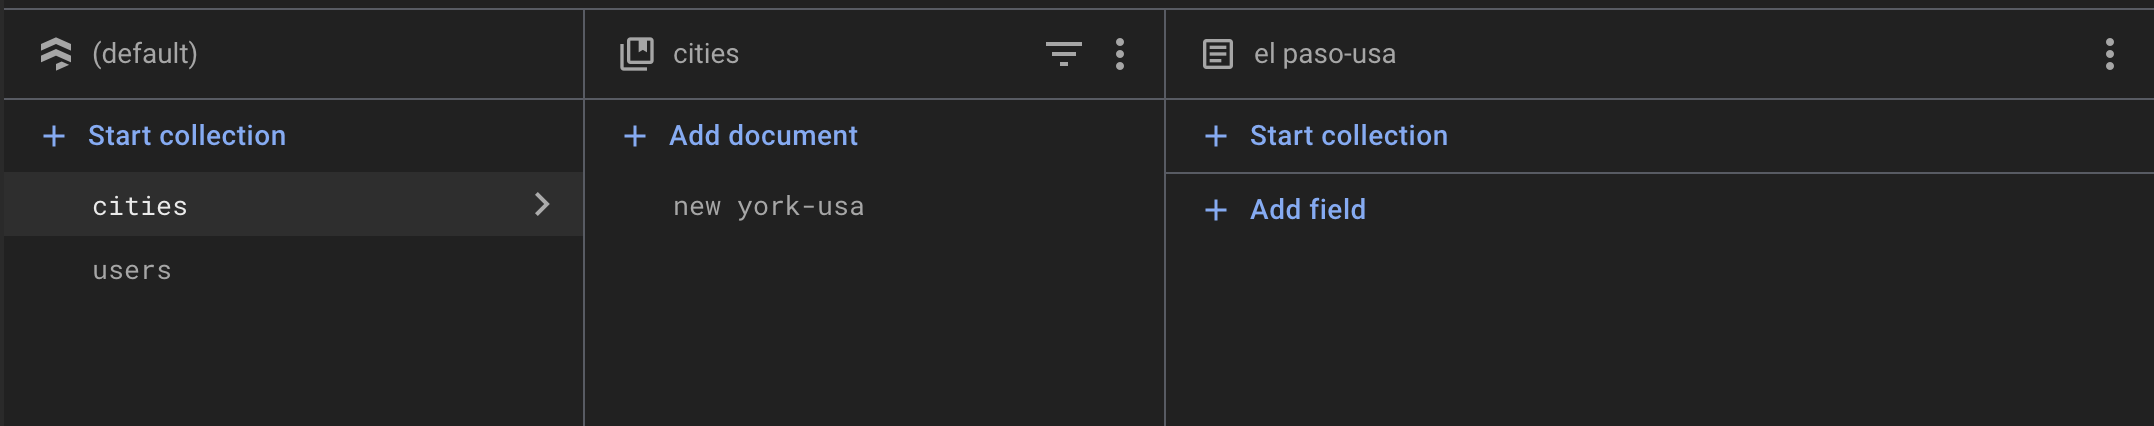 (default)
Start collection
cities
users
cities
Add document
new york-usa
el paso-usa
Start collection
Add field